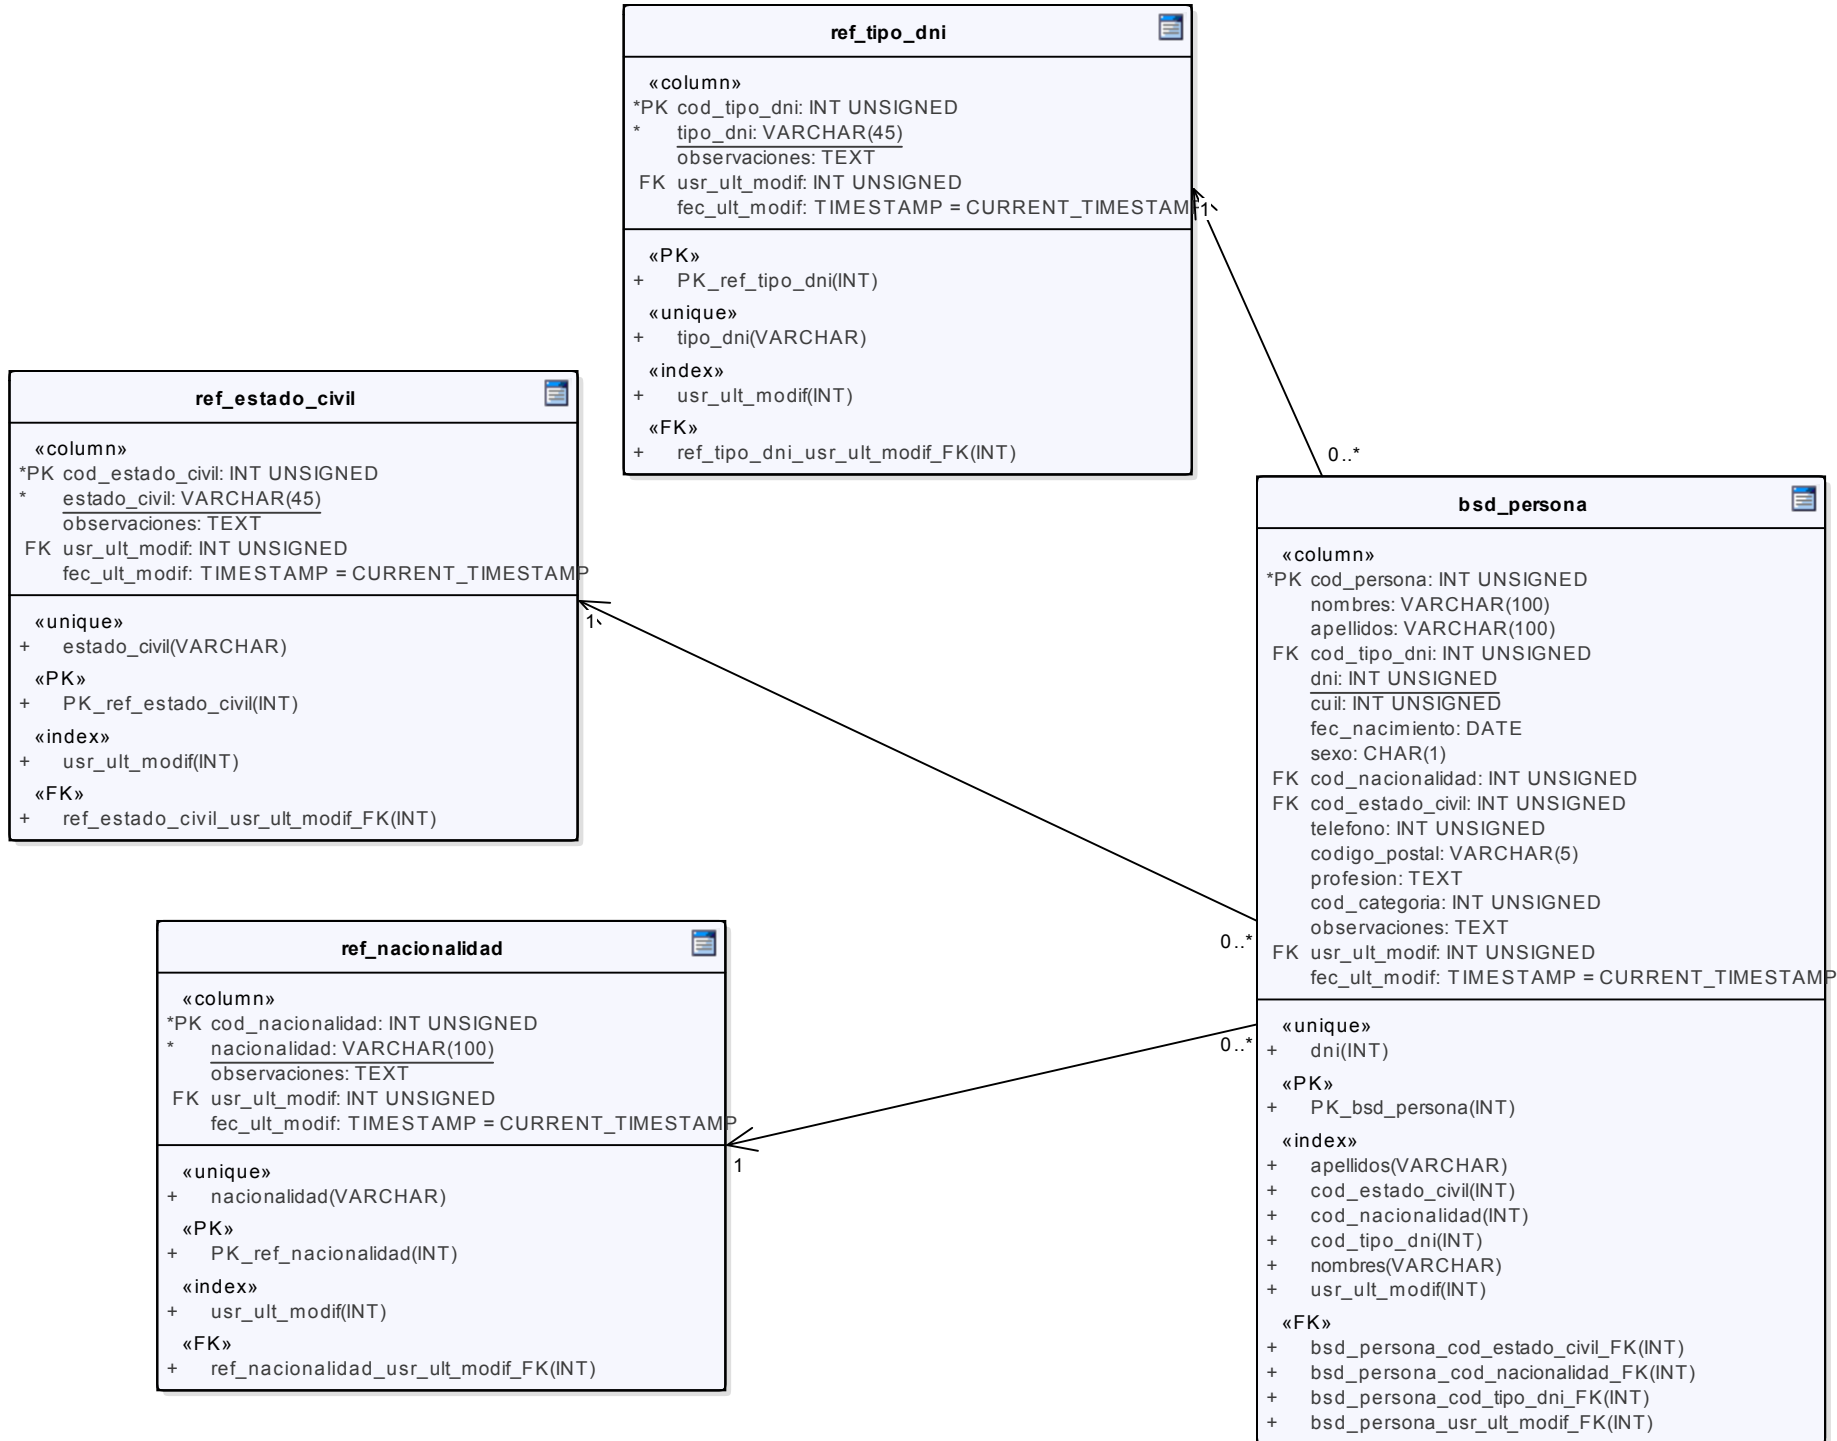 ref_tipo_dni
«column»
*PK cod_tipo_dni: INT UNSIGNED
* tipo_dni: VARCHAR(45)
observaciones: TEXT
FK usr_ult_modif: INT UNSIGNED
fec_ult_modif: TIMESTAMP = CURRENT_TIMESTAMP
«PK»
+ PK_ref_tipo_dni(INT)
«unique»
+ tipo_dni(VARCHAR)
«index»
+ usr_ult_modif(INT)
«FK»
+ ref_tipo_dni_usr_ult_modif_FK(INT)
1
0..*
ref_estado_civil
«column»
*PK cod_estado_civil: INT UNSIGNED
* estado_civil: VARCHAR(45)
observaciones: TEXT
FK usr_ult_modif: INT UNSIGNED
fec_ult_modif: TIMESTAMP = CURRENT_TIMESTAMP
«unique»
+ estado_civil(VARCHAR)
«PK»
+ PK_ref_estado_civil(INT)
«index»
+ usr_ult_modif(INT)
«FK»
+ ref_estado_civil_usr_ult_modif_FK(INT)
1
0..*
ref_nacionalidad
«column»
*PK cod_nacionalidad: INT UNSIGNED
* nacionalidad: VARCHAR(100)
observaciones: TEXT
FK usr_ult_modif: INT UNSIGNED
fec_ult_modif: TIMESTAMP = CURRENT_TIMESTAMP
«unique»
+ nacionalidad(VARCHAR)
«PK»
+ PK_ref_nacionalidad(INT)
«index»
+ usr_ult_modif(INT)
«FK»
+ ref_nacionalidad_usr_ult_modif_FK(INT)
1
0..*
bsd_persona
«column»
*PK cod_persona: INT UNSIGNED
nombres: VARCHAR(100)
apellidos: VARCHAR(100)
FK cod_tipo_dni: INT UNSIGNED
dni: INT UNSIGNED
cuil: INT UNSIGNED
fec_nacimiento: DATE
sexo: CHAR(1)
FK cod_nacionalidad: INT UNSIGNED
FK cod_estado_civil: INT UNSIGNED
telefono: INT UNSIGNED
codigo_postal: VARCHAR(5)
profesion: TEXT
cod_categoria: INT UNSIGNED
observaciones: TEXT
FK usr_ult_modif: INT UNSIGNED
fec_ult_modif: TIMESTAMP = CURRENT_TIMESTAMP
«unique»
+ dni(INT)
«PK»
+ PK_bsd_persona(INT)
«index»
+ apellidos(VARCHAR)
+ cod_estado_civil(INT)
+ cod_nacionalidad(INT)
+ cod_tipo_dni(INT)
+ nombres(VARCHAR)
+ usr_ult_modif(INT)
«FK»
+ bsd_persona_cod_estado_civil_FK(INT)
+ bsd_persona_cod_nacionalidad_FK(INT)
+ bsd_persona_cod_tipo_dni_FK(INT)
+ bsd_persona_usr_ult_modif_FK(INT)